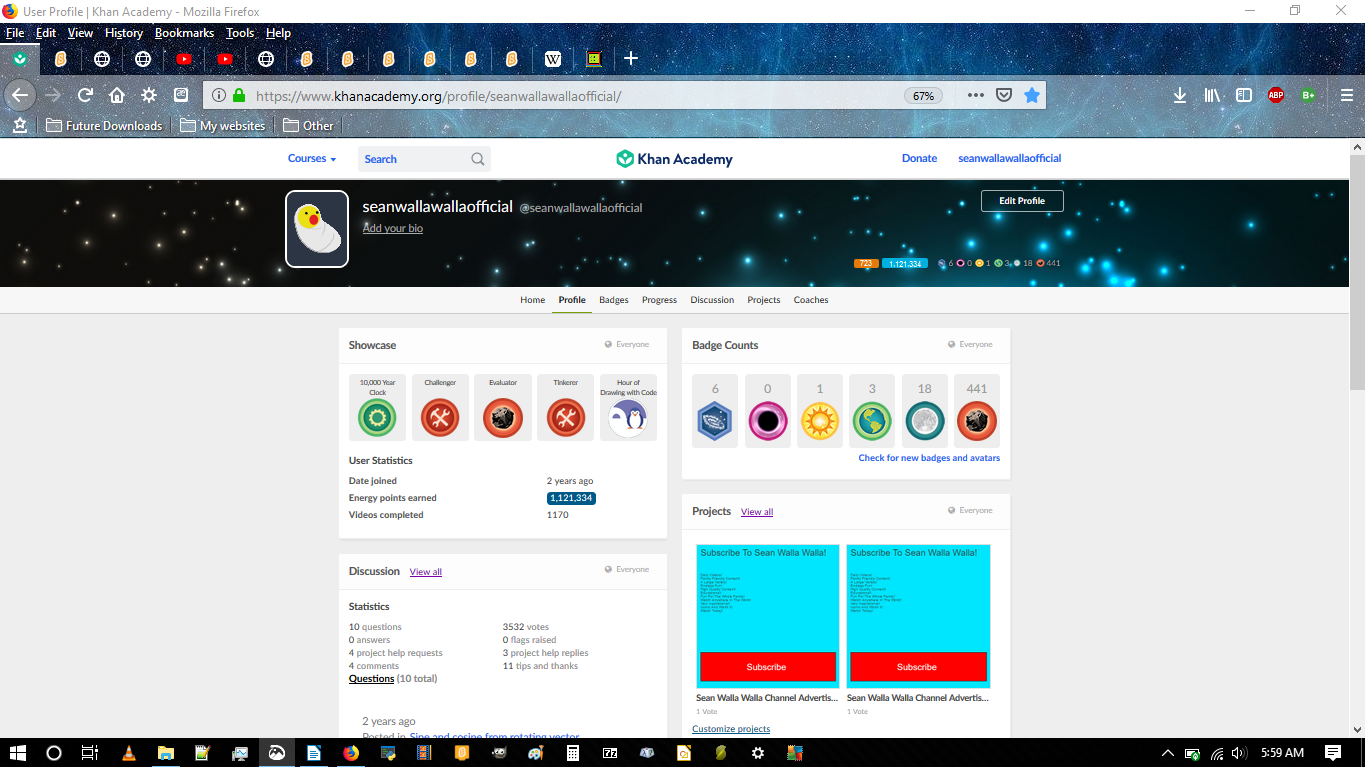 User Profile | Khan Academy - Mozilla Firefox
File Edit View History Bookmarks Tools Help
https://www.khanacademy.org/profile/seanwallawallaofficial/
67%
ABP
B+
Future Downloads
My websites
Other
Courses
Search
Khan Academy
Donate
seanwallawallaofficial
seanwallawallaofficial @seanwallawallaofficial
Edit Profile
Add your bio
723 1,121,334 6 0 1 3 18 441
Home Profile Badges Progress Discussion Projects Coaches
Showcase
Everyone
10,000 Year Clock
Challenger
Evaluator
Tinkerer
Hour of Drawing with Code
User Statistics
Date joined 2 years ago
Energy points earned 1,121,334
Videos completed 1170
Badge Counts
Everyone
6 0 1 3 18 441
Check for new badges and avatars
Discussion View all
Everyone
Statistics
10 questions 3532 votes
0 answers 0 flags raised
4 project help requests 3 project help replies
4 comments 11 tips and thanks
Questions (10 total)
2 years ago
Posted in Sine and cosine from rotating vector
Projects View all
Everyone
Subscribe To Sean Walla Walla!
Subscribe
Sean Walla Walla Channel Advertis...
1 Vote
Subscribe To Sean Walla Walla!
Subscribe
Sean Walla Walla Channel Advertis...
1 Vote
Customize projects
5:59 AM